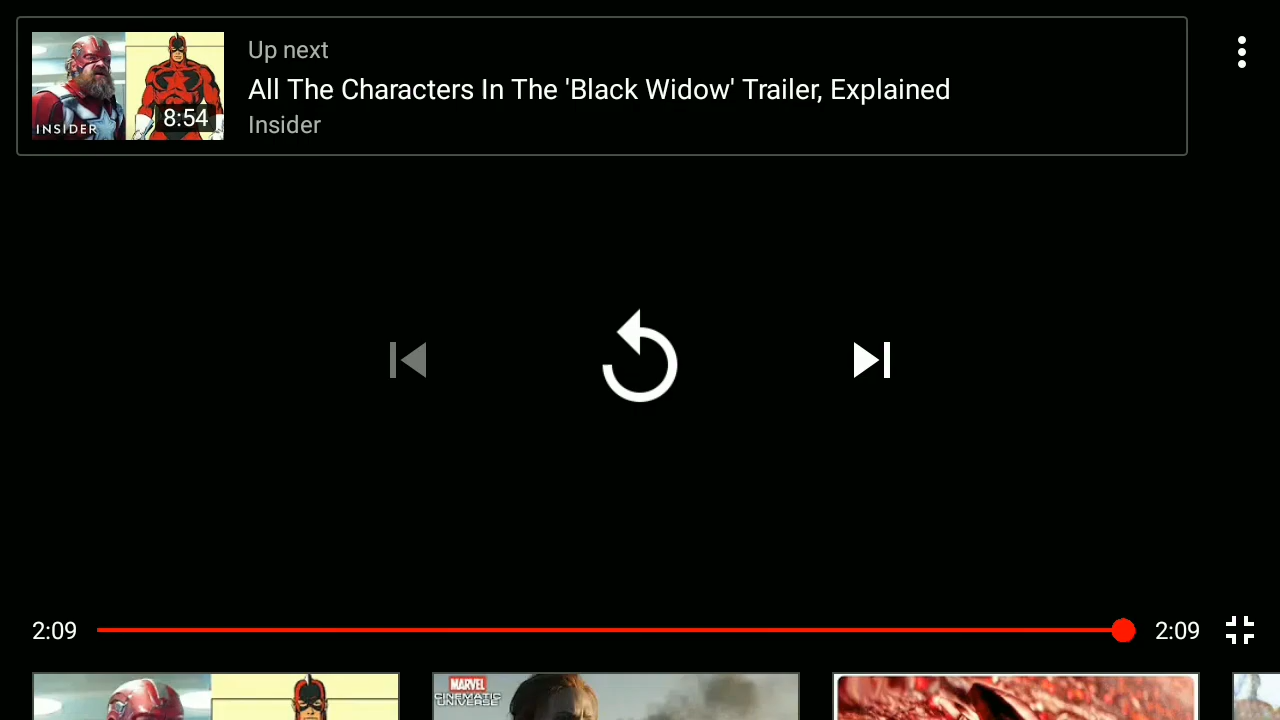 Up next
All The Characters In The 'Black Widow' Trailer, Explained
Insider
INSIDER
8:54
2:09
2:09
MARVEL
CINEMATIC
UNIVERSE